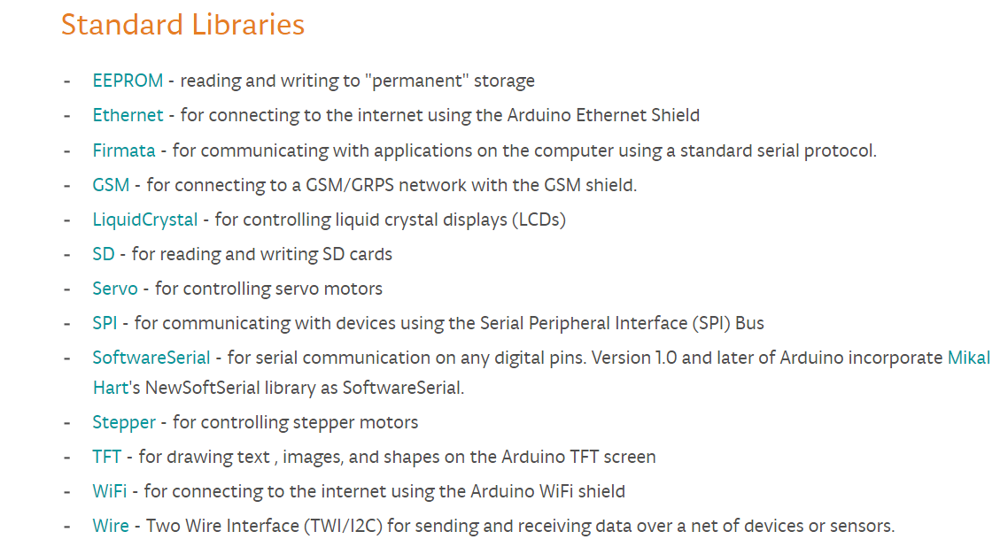 Standard Libraries
- EEPROM - reading and writing to "permanent" storage
- Ethernet - for connecting to the internet using the Arduino Ethernet Shield
- Firmata - for communicating with applications on the computer using a standard serial protocol.
- GSM - for connecting to a GSM/GRPS network with the GSM shield.
- LiquidCrystal - for controlling liquid crystal displays (LCDs)
- SD - for reading and writing SD cards
- Servo - for controlling servo motors
- SPI - for communicating with devices using the Serial Peripheral Interface (SPI) Bus
- SoftwareSerial - for serial communication on any digital pins. Version 1.0 and later of Arduino incorporate Mikal
Hart's NewSoftSerial library as SoftwareSerial.
- Stepper - for controlling stepper motors
- TFT - for drawing text , images, and shapes on the Arduino TFT screen
- WiFi - for connecting to the internet using the Arduino WiFi shield
- Wire - Two Wire Interface (TWI/I2C) for sending and receiving data over a net of devices or sensors.